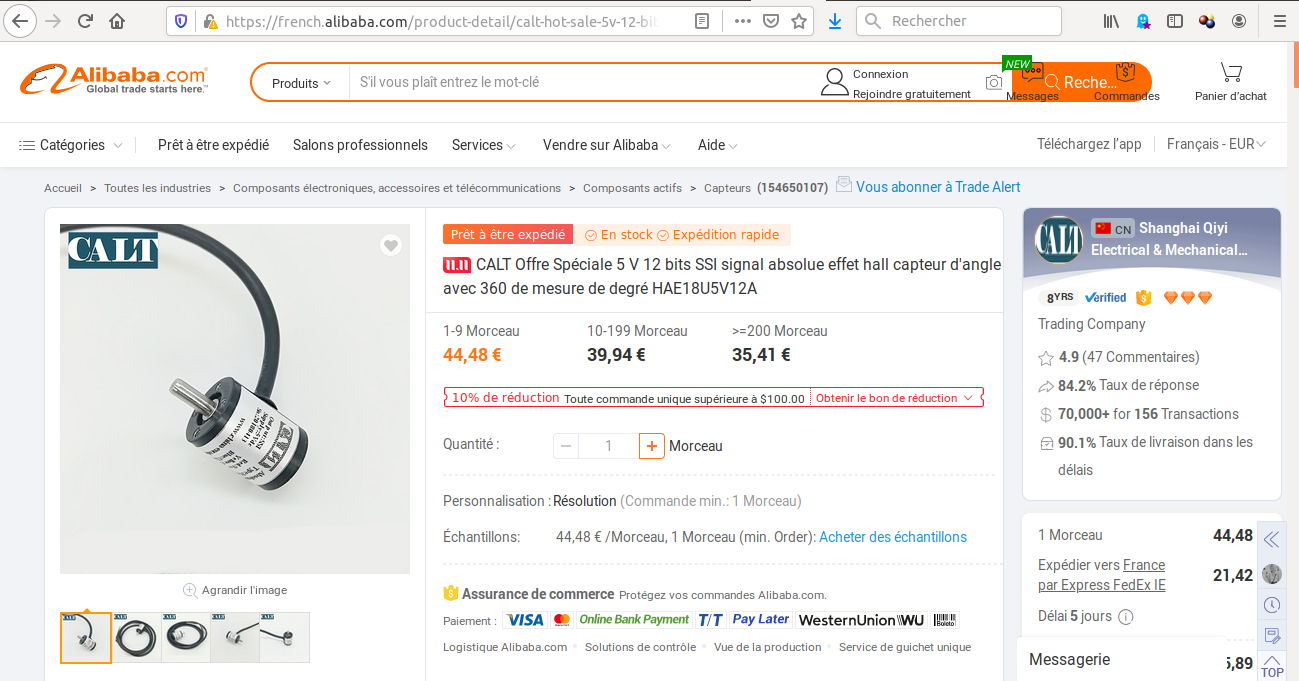 https://french.alibaba.com/product-detail/calt-hot-sale-5v-12-bit
Rechercher
Alibaba.com
Global trade starts here.™
Produits
S'il vous plaît entrez le mot-clé
Connexion
Rejoindre gratuitement
NEW
Messages
Reche...
Commandes
Panier d'achat
Catégories
Prêt à être expédié
Salons professionnels
Services
Vendre sur Alibaba
Aide
Téléchargez l'app
Français - EUR
Accueil > Toutes les industries > Composants électroniques, accessoires et télécommunications > Composants actifs > Capteurs (154650107)
Vous abonner à Trade Alert
CALT
Prêt à être expédié
En stock
Expédition rapide
11.11 CALT Offre Spéciale 5 V 12 bits SSI signal absolue effet hall capteur d'angle
avec 360 de mesure de degré HAE18U5V12A
1-9 Morceau
10-199 Morceau
>=200 Morceau
44,48 €
39,94 €
35,41 €
10% de réduction Toute commande unique supérieure à $100.00
Obtenir le bon de réduction
Quantité :
1
Morceau
Personnalisation : Résolution (Commande min.: 1 Morceau)
Échantillons:
44,48 € /Morceau, 1 Morceau (min. Order): Acheter des échantillons
Assurance de commerce Protégez vos commandes Alibaba.com.
Paiement :
VISA
Online Bank Payment
T/T
Pay Later
WesternUnion WU
Boleto
Logistique Alibaba.com
Solutions de contrôle
Vue de la production
Service de guichet unique
Agrandir l'image
CALT
CN Shanghai Qiyi
Electrical & Mechanical...
8YRS
Verified
Trading Company
4.9 (47 Commentaires)
84.2% Taux de réponse
70,000+ for 156 Transactions
90.1% Taux de livraison dans les
délais
1 Morceau
44,48
Expédier vers France
par Express FedEx IE
21,42
Délai 5 jours
Messagerie
5,89
TOP